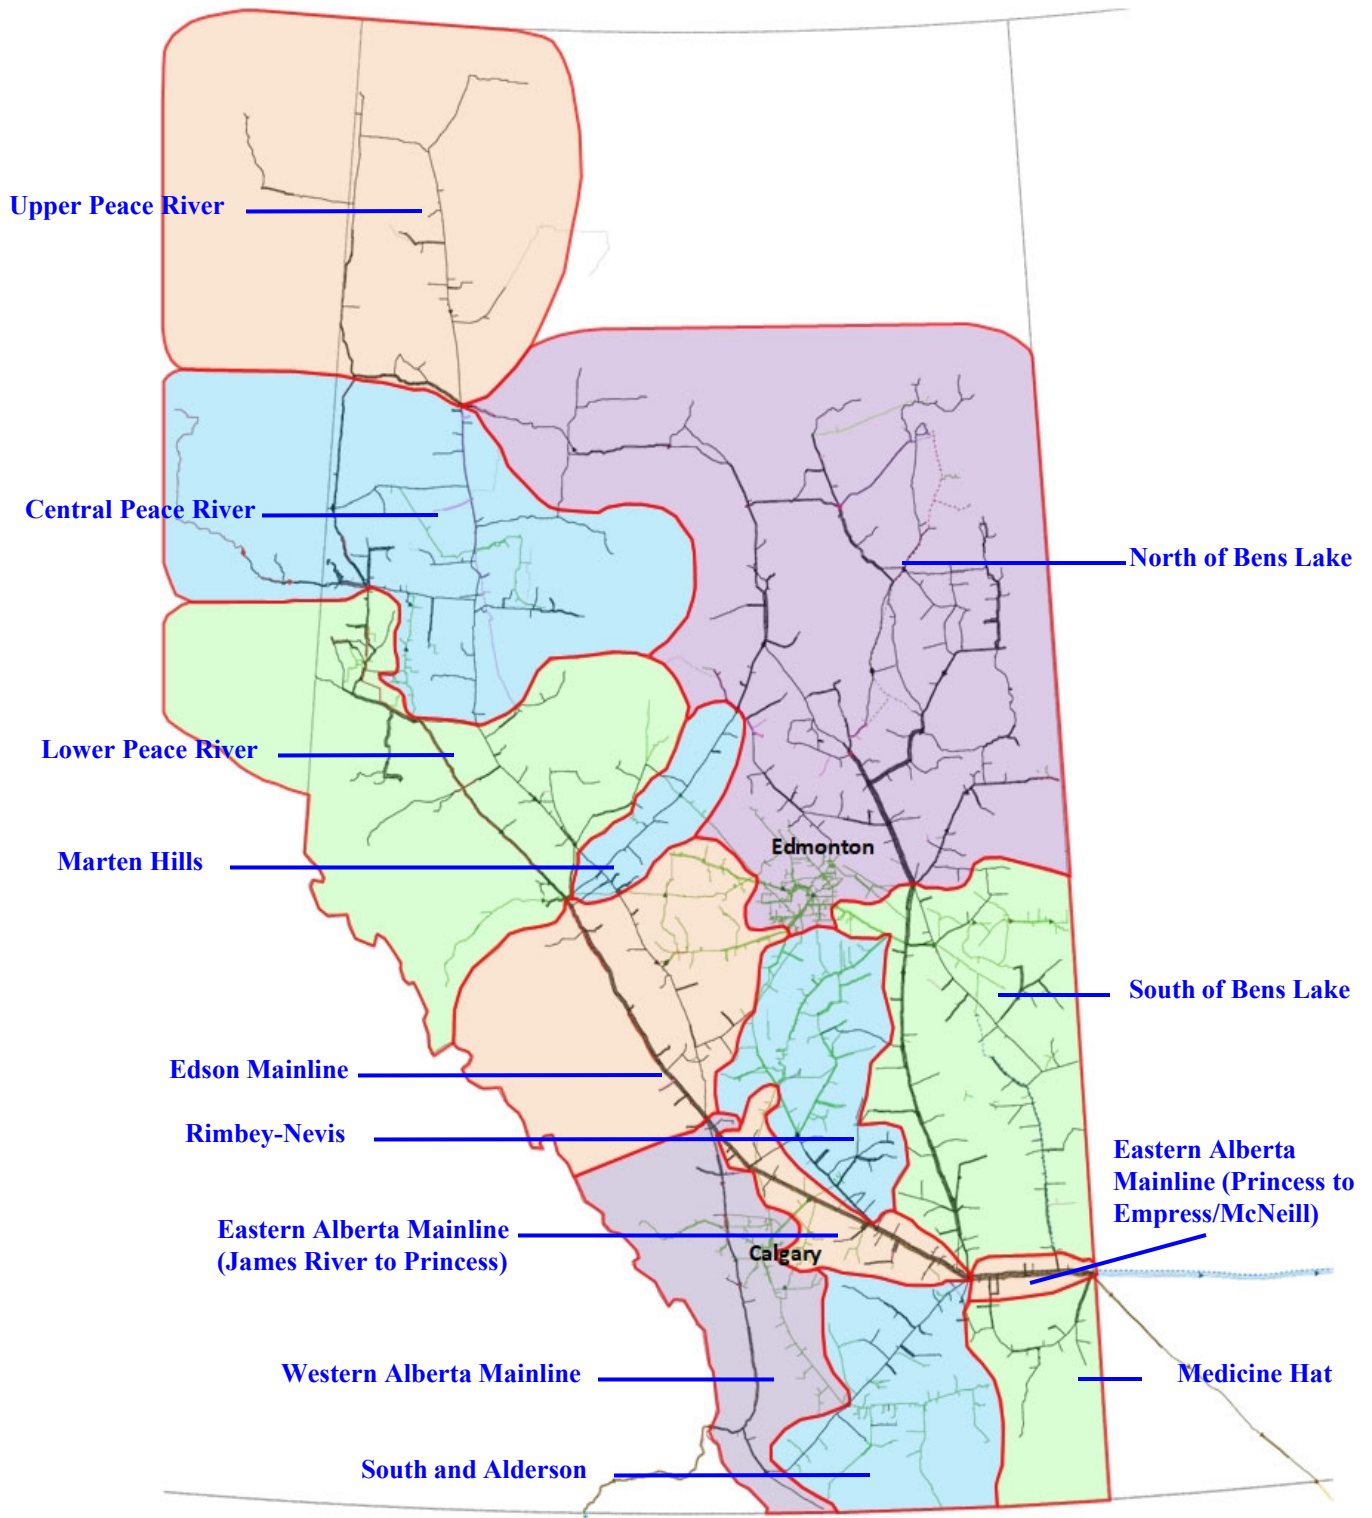 Upper Peace River
Central Peace River
North of Bens Lake
Lower Peace River
Edmonton
Marten Hills
South of Bens Lake
Edson Mainline
Rimbey-Nevis
Eastern Alberta
Mainline (Princess to
Empress/McNeill)
Eastern Alberta Mainline
(James River to Princess)
Calgary
Western Alberta Mainline
Medicine Hat
South and Alderson